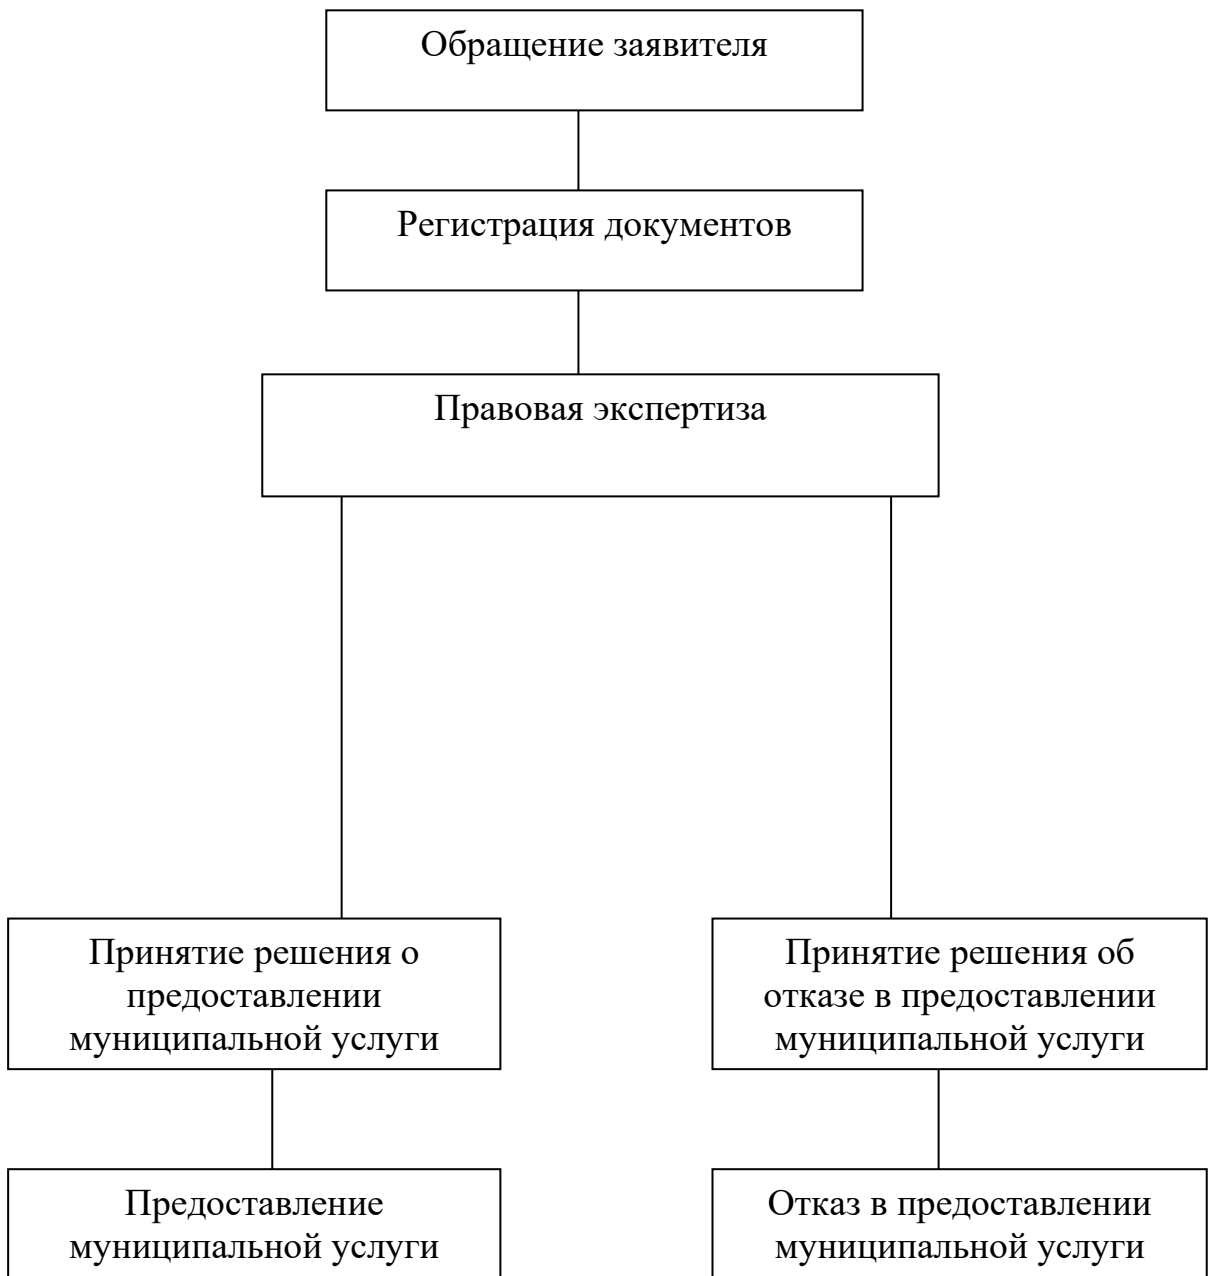 Обращение заявителя
Регистрация документов
Правовая экспертиза
Принятие решения о
предоставлении
муниципальной услуги
Принятие решения об
отказе в предоставлении
муниципальной услуги
Предоставление
муниципальной услуги
Отказ в предоставлении
муниципальной услуги